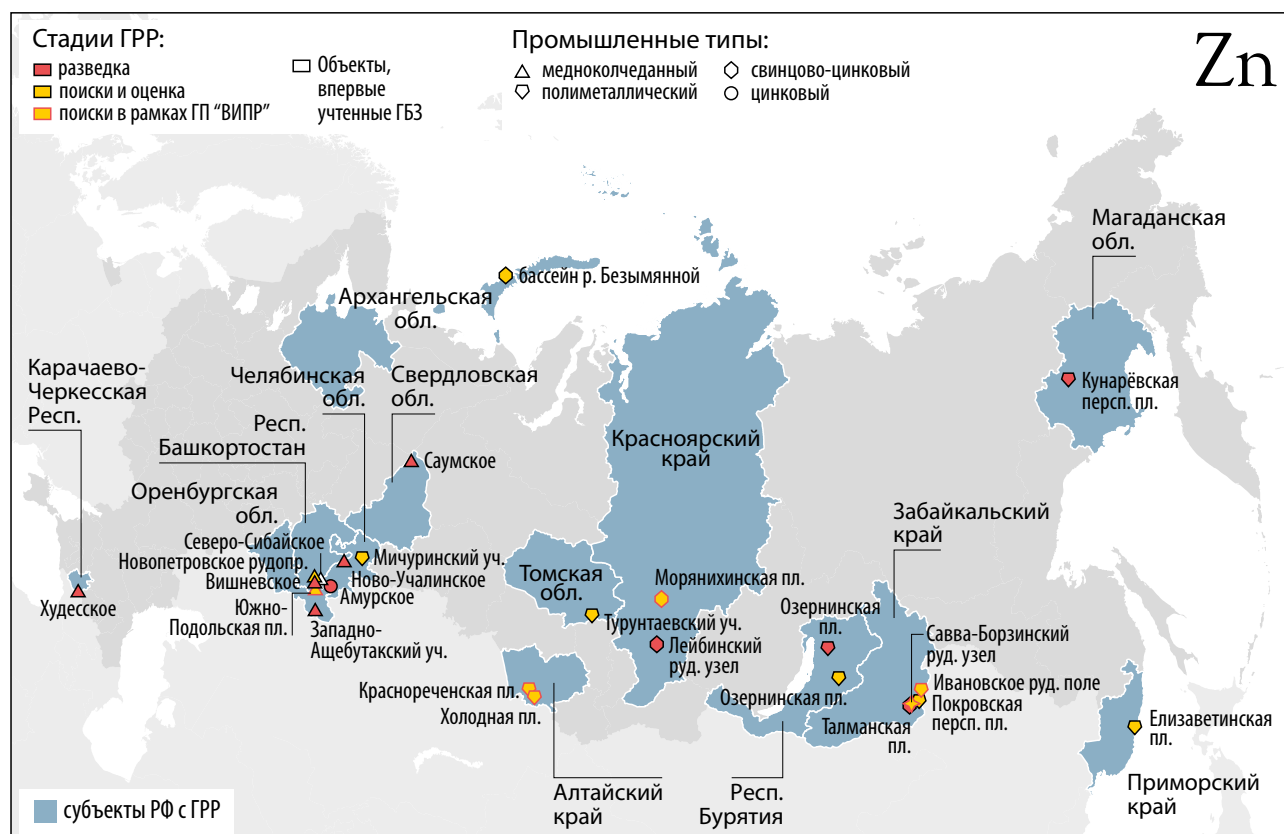 Стадии ГРР:
разведка
поиски и оценка
поиски в рамках ГП “ВИПР”
Объекты,
впервые
учтенные ГБЗ
Промышленные типы:
медноколчеданный
полиметаллический
свинцово-цинковый
цинковый
Zn
Магаданская
обл.
бассейн р. Безымянной
Архангельская
обл.
Карачаево-
Черкесская
Респ.
Челябинская
обл.
Свердловская
обл.
Кунарёвская
персп. пл.
Респ.
Башкортостан
Красноярский
край
Саумское
Оренбургская
обл.
Забайкальский
край
Северо-Сибайское
Новопетровское рудопр.
Вишневское
Мичуринский уч.
Ново-Учалинское
Амурское
Томская
обл.
Морянихинская пл.
Худесское
Южно-
Подольская пл.
Западно-
Ащебутакский уч.
Турунтаевский уч.
Лейбинский
руд. узел
Озернинская
пл.
Савва-Борзинский
руд. узел
Краснореченская пл.
Холодная пл.
Озернинская пл.
Ивановское руд. поле
Покровская
персп. пл.
Талманская
пл.
Елизаветинская
пл.
Алтайский
край
Респ.
Бурятия
Приморский
край
субъекты РФ с ГРР